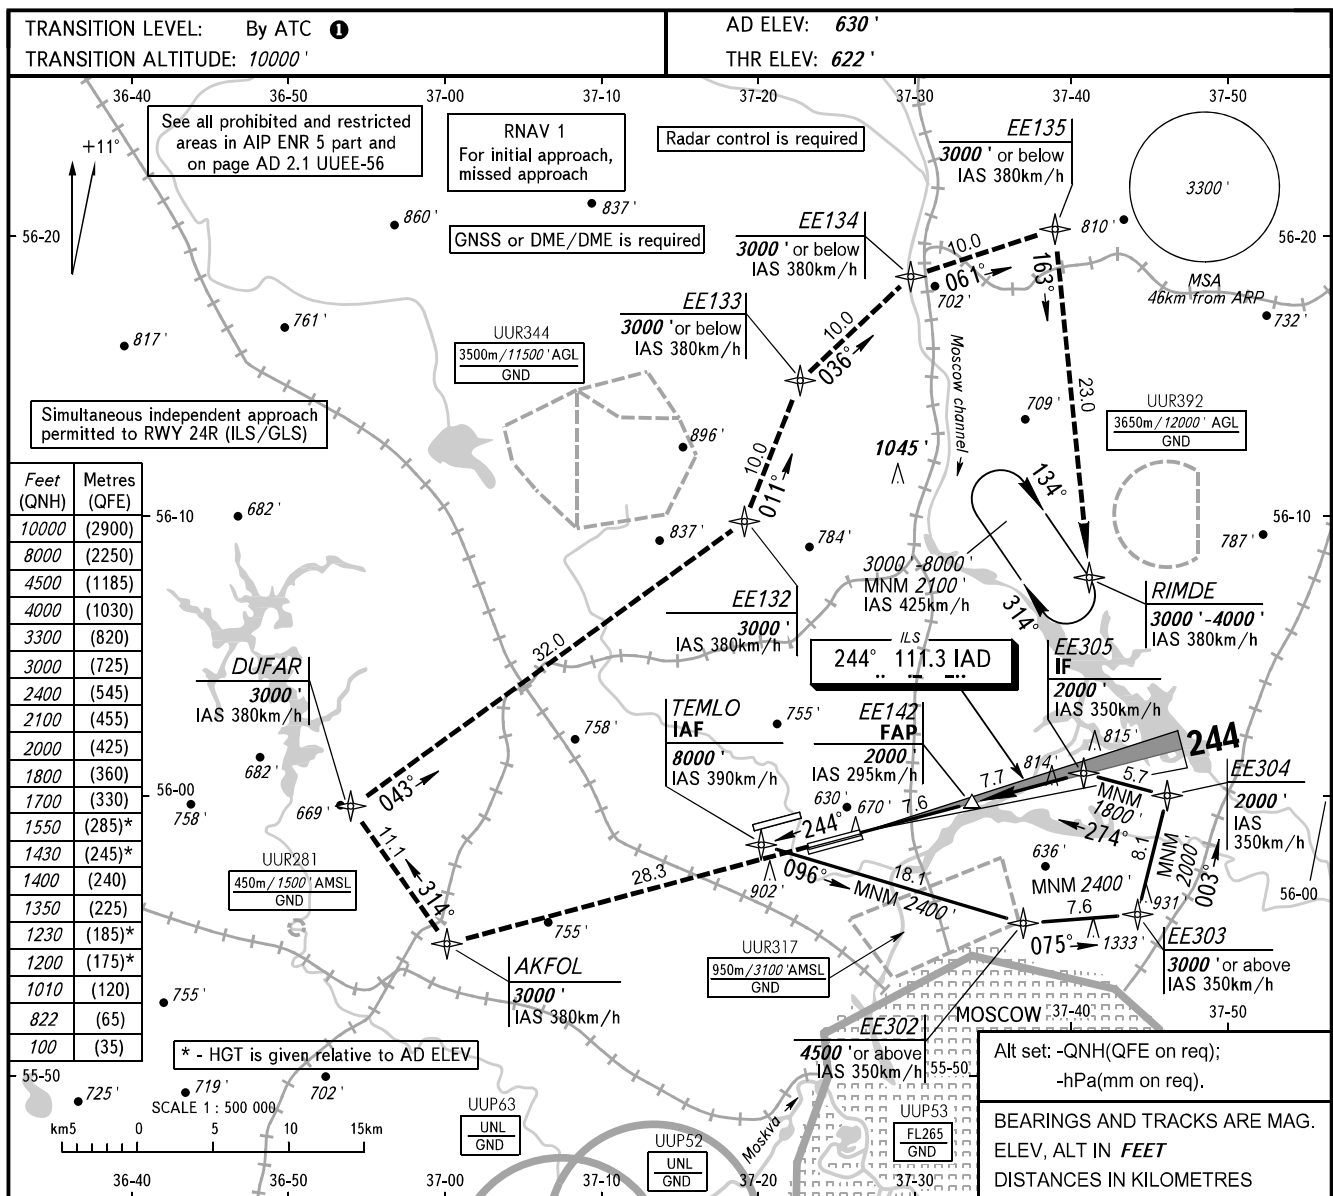 TRANSITION LEVEL: By ATC ❶
TRANSITION ALTITUDE: 10000 '
AD ELEV: 630 '
THR ELEV: 622 '
36-40
36-50
37-00
37-10
37-20
37-30
37-40
37-50
+11°
See all prohibited and restricted
areas in AIP ENR 5 part and
on page AD 2.1 UUEE-56
RNAV 1
For initial approach,
missed approach
GNSS or DME/DME is required
Radar control is required
EE135
3000 ' or below
IAS 380km/h
3300 '
MSA
46km from ARP
56-20
56-20
860 '
837 '
810 '
EE134
3000 ' or below
IAS 380km/h
10.0
061°
163°
702 '
732 '
EE133
3000 ' or below
IAS 380km/h
10.0
036°
Moscow channel
23.0
817 '
761 '
UUR344
3500m/11500 ' AGL
GND
Simultaneous independent approach
permitted to RWY 24R (ILS/GLS)
896 '
709 '
UUR392
3650m/12000 ' AGL
GND
1045 '
10.0
011°
134°
314°
Feet
(QNH)
Metres
(QFE)
10000 (2900)
8000 (2250)
4500 (1185)
4000 (1030)
3300 (820)
3000 (725)
2400 (545)
2100 (455)
2000 (425)
1800 (360)
1700 (330)
1550 (285)*
1430 (245)*
1400 (240)
1350 (225)
1230 (185)*
1200 (175)*
1010 (120)
822 (65)
100 (35)
56-10
56-10
682 '
837 '
784 '
787 '
3000 '-8000 '
MNM 2100 '
IAS 425km/h
RIMDE
3000 '-4000 '
IAS 380km/h
EE132
3000 '
IAS 380km/h
32.0
ILS
244° 111.3 IAD
.. ._ _..
EE305
IF
2000 '
IAS 350km/h
DUFAR
3000 '
IAS 380km/h
TEMLO
IAF
8000 '
IAS 390km/h
755 '
EE142
FAP
2000 '
IAS 295km/h
815 '
814 '
244
758 '
682 '
5.7
MNM
1800 '
274°
EE304
2000 '
IAS
350km/h
7.7
7.6
630 '
670 '
244°
56-00
758 '
669 '
043°
11.1
314°
28.3
902 '
096°
18.1
MNM 2400 '
636 '
MNM 2400 '
7.6
075°
8.1
MNM
2000 '
003°
931 '
1333 '
56-00
UUR281
450m/1500 ' AMSL
GND
755 '
UUR317
950m/3100 ' AMSL
GND
EE303
3000 ' or above
IAS 350km/h
AKFOL
3000 '
IAS 380km/h
755 '
EE302
4500 ' or above
IAS 350km/h
MOSCOW
37-40
37-50
* - HGT is given relative to AD ELEV
55-50
55-50
725 '
719 '
702 '
SCALE 1 : 500 000
km5 0 5 10 15km
UUP63
UNL
GND
UUP52
UNL
GND
UUP53
FL265
GND
Moskva
Alt set: -QNH(QFE on req);
-hPa(mm on req).
BEARINGS AND TRACKS ARE MAG.
ELEV, ALT IN FEET
DISTANCES IN KILOMETRES
36-40
36-50
37-00
37-10
37-20
37-30